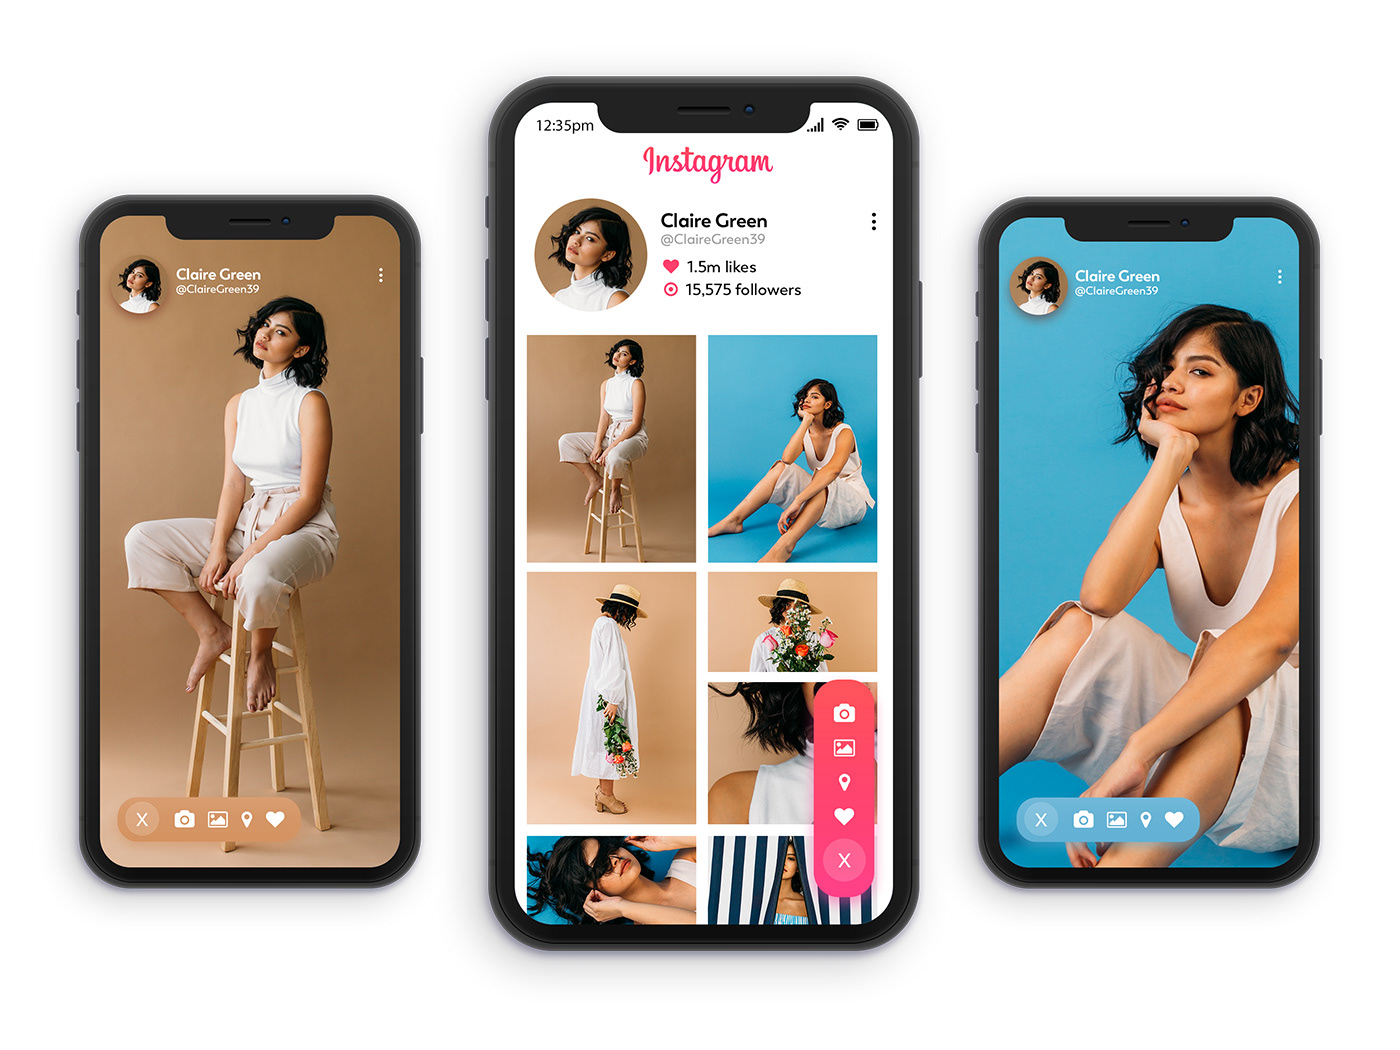 Claire Green
@ClaireGreen39
X
12:35pm
Instagram
Claire Green
@ClaireGreen39
1.5m likes
15,575 followers
X
Claire Green
@ClaireGreen39
X